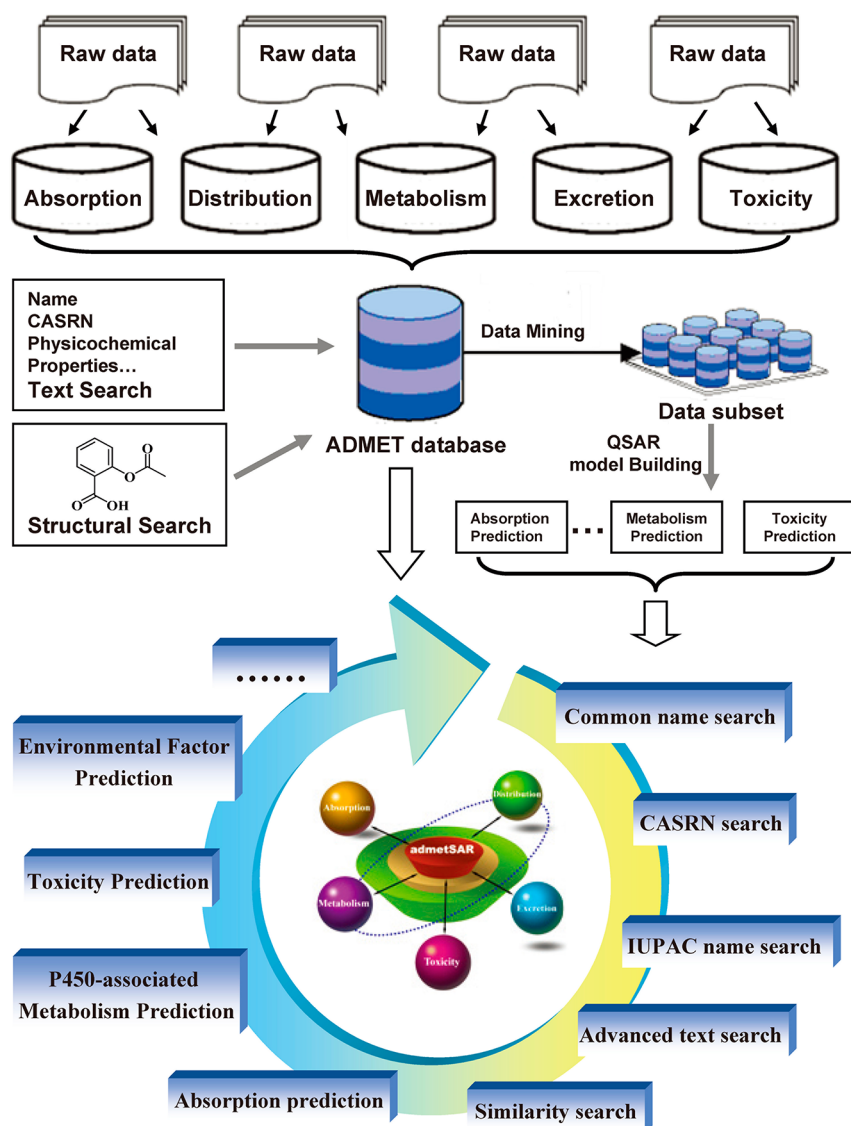 Raw data
Raw data
Raw data
Raw data
Absorption
Distribution
Metabolism
Excretion
Toxicity
Name
CASRN
Physicochemical
Properties…
Text Search
Data Mining
ADMET database
Data subset
O
O
O
OH
Structural Search
QSAR
model Building
Absorption
Prediction
...
Metabolism
Prediction
Toxicity
Prediction
......
Common name search
Environmental Factor
Prediction
CASRN search
Toxicity Prediction
IUPAC name search
P450-associated
Metabolism Prediction
Advanced text search
Absorption prediction
Similarity search
Absorption
Distribution
admetSAR
Metabolism
Excretion
Toxicity